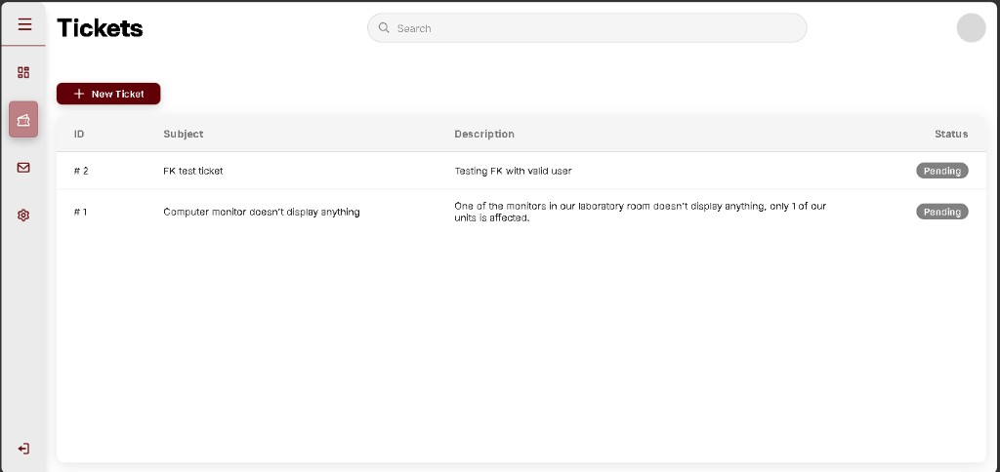 Tickets
Search
New Ticket
ID Subject Description Status
# 2 FK test ticket Testing FK with valid user Pending
# 1 Computer monitor doesn't display anything One of the monitors in our laboratory room doesn't display anything, only 1 of our
units is affected. Pending